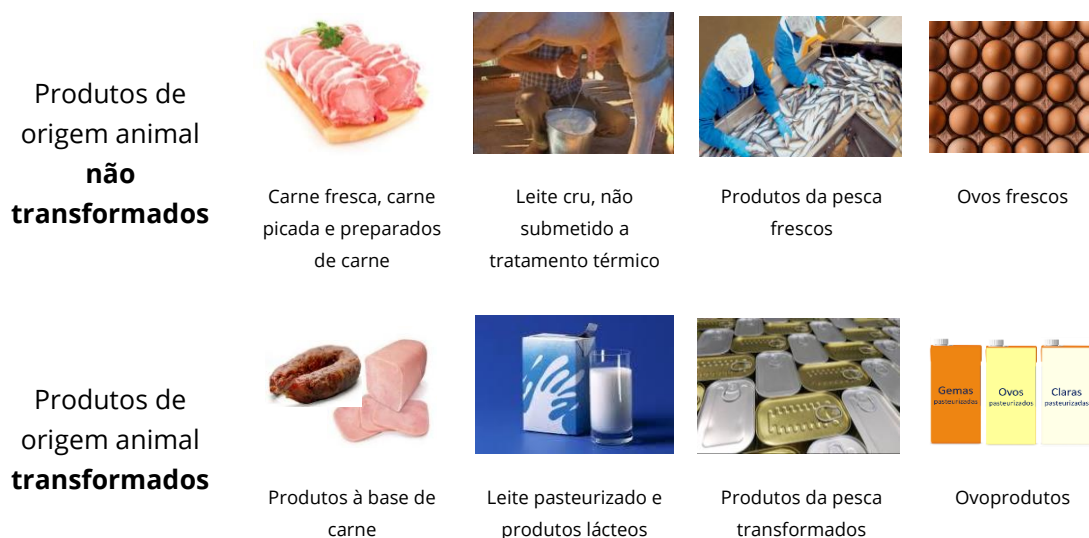 Produtos de
origem animal
não
transformados
Carne fresca, carne
picada e preparados
de carne
Leite cru, não
submetido a
tratamento térmico
Produtos da pesca
frescos
Ovos frescos
Produtos de
origem animal
transformados
Gemas
pasteurizadas
Ovos
pasteurizados
Claras
pasteurizadas
Produtos à base de
carne
Leite pasteurizado e
produtos lácteos
Produtos da pesca
transformados
Ovoprodutos